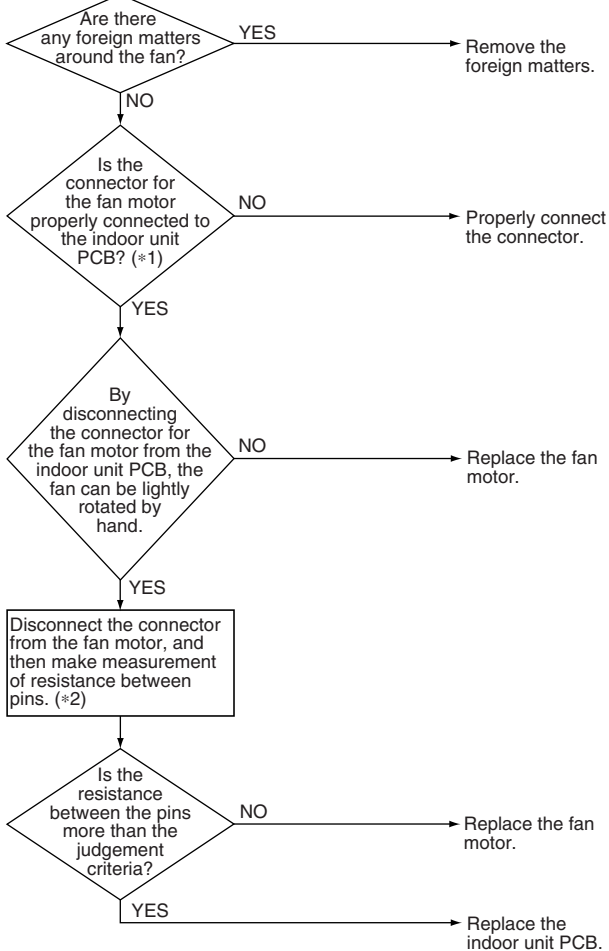 Are there
any foreign matters
around the fan?
YES
Remove the
foreign matters.
NO
Is the
connector for
the fan motor
properly connected to
the indoor unit
PCB? (*1)
NO
Properly connect
the connector.
YES
By
disconnecting
the connector for
the fan motor from the
indoor unit PCB, the
fan can be lightly
rotated by
hand.
NO
Replace the fan
motor.
YES
Disconnect the connector
from the fan motor, and
then make measurement
of resistance between
pins. (*2)
Is the
resistance
between the pins
more than the
judgement
criteria?
NO
Replace the fan
motor.
YES
Replace the
indoor unit PCB.